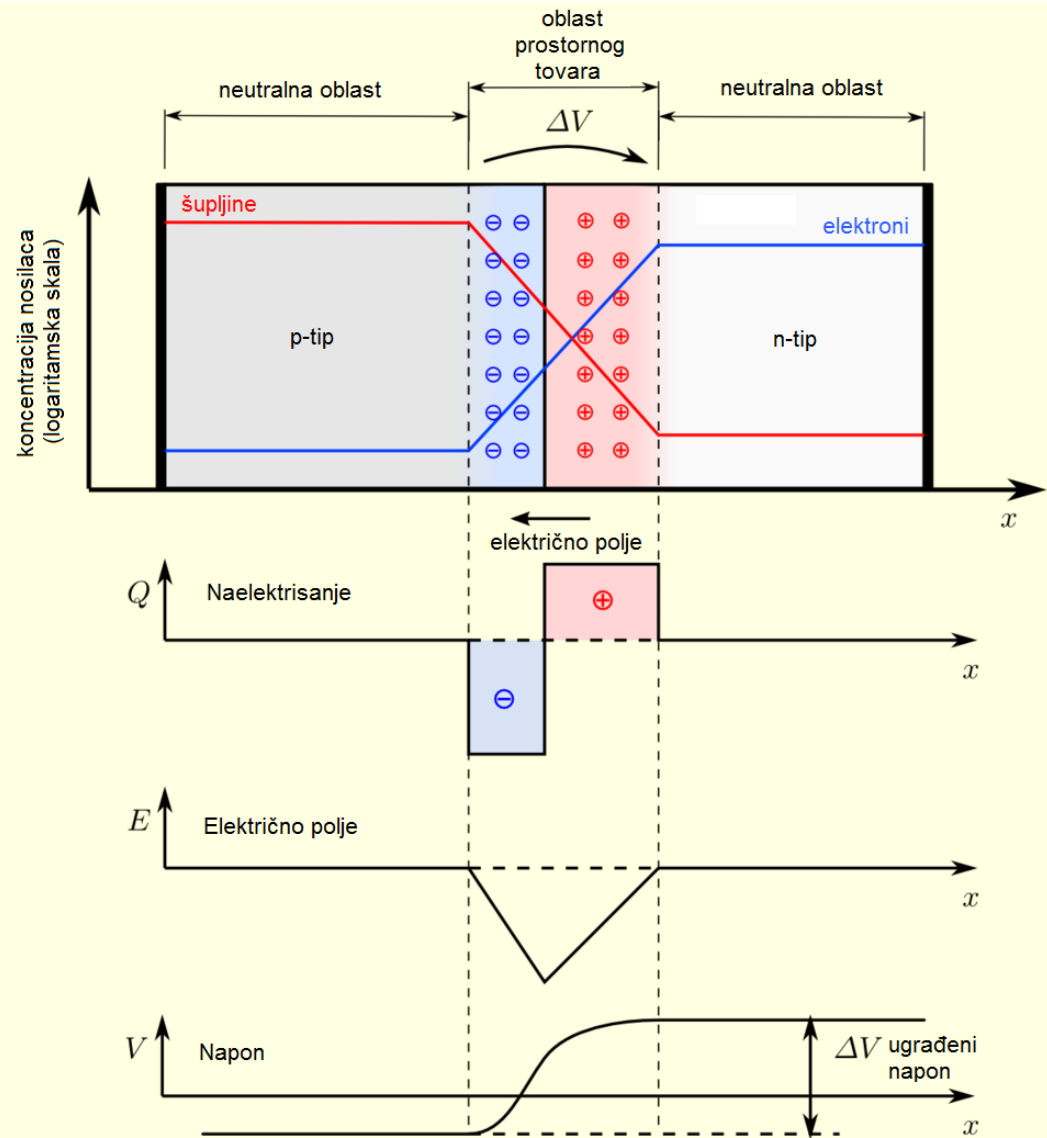 oblast
prostornog
tovara
neutralna oblast
neutralna oblast
ΔV
šupljine
elektroni
koncentracija nosilaca
(logaritamska skala)
p-tip
n-tip
x
električno polje
Q
Naelektrisanje
x
E
Električno polje
x
V
Napon
ΔV ugrađeni
napon
x